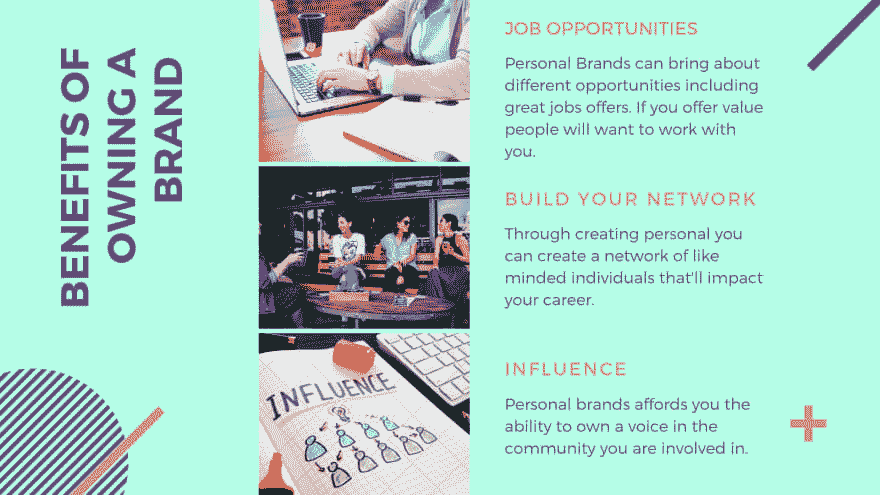 BENEFITS OF
OWNING A
BRAND
JOB OPPORTUNITIES
Personal Brands can bring about
different opportunities including
great jobs offers. If you offer value
people will want to work with
you.
BUILD YOUR NETWORK
Through creating personal you
can create a network of like
minded individuals that'll impact
your career.
INFLUENCE
INFLUENCE
Personal brands affords you the
ability to own a voice in the
community you are involved in.